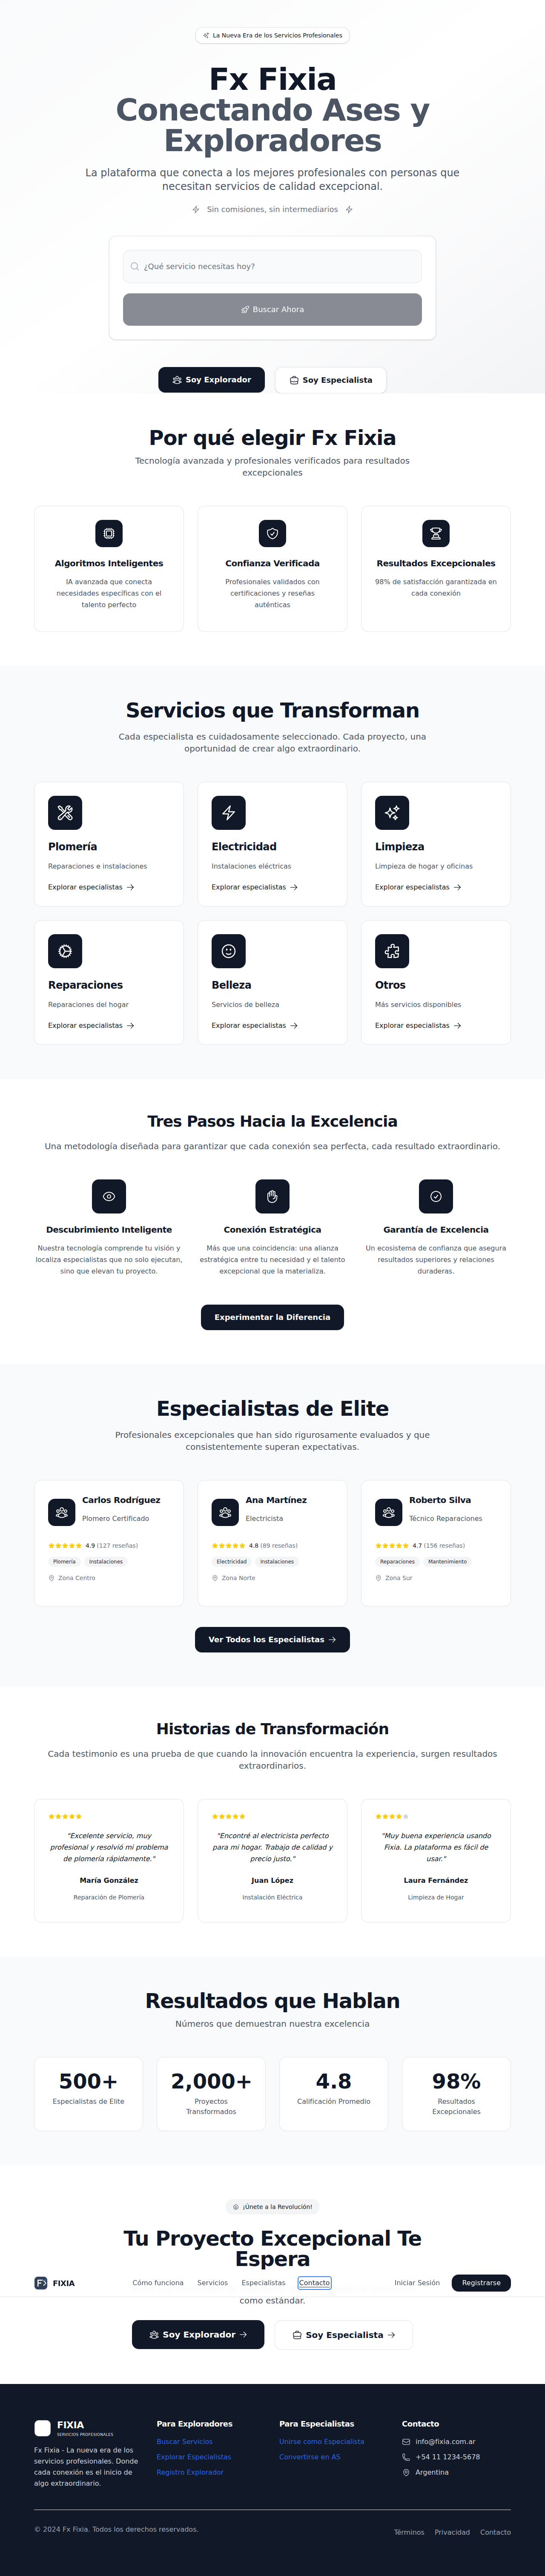 La Nueva Era de los Servicios Profesionales
Fx Fixia
Conectando Ases y
Exploradores
La plataforma que conecta a los mejores profesionales con personas que
necesitan servicios de calidad excepcional.
Sin comisiones, sin intermediarios
¿Qué servicio necesitas hoy?
Buscar Ahora
Soy Explorador
Soy Especialista
Por qué elegir Fx Fixia
Tecnología avanzada y profesionales verificados para resultados
excepcionales
Algoritmos Inteligentes
IA avanzada que conecta
necesidades específicas con el
talento perfecto
Confianza Verificada
Profesionales validados con
certificaciones y reseñas
auténticas
Resultados Excepcionales
98% de satisfacción garantizada en
cada conexión
Servicios que Transforman
Cada especialista es cuidadosamente seleccionado. Cada proyecto, una
oportunidad de crear algo extraordinario.
Plomería
Reparaciones e instalaciones
Explorar especialistas
Electricidad
Instalaciones eléctricas
Explorar especialistas
Limpieza
Limpieza de hogar y oficinas
Explorar especialistas
Reparaciones
Reparaciones del hogar
Explorar especialistas
Belleza
Servicios de belleza
Explorar especialistas
Otros
Más servicios disponibles
Explorar especialistas
Tres Pasos Hacia la Excelencia
Una metodología diseñada para garantizar que cada conexión sea perfecta, cada resultado extraordinario.
Descubrimiento Inteligente
Nuestra tecnología comprende tu visión y
localiza especialistas que no solo ejecutan,
sino que elevan tu proyecto.
Conexión Estratégica
Más que una coincidencia: una alianza
estratégica entre tu necesidad y el talento
excepcional que la materializa.
Garantía de Excelencia
Un ecosistema de confianza que asegura
resultados superiores y relaciones
duraderas.
Experimentar la Diferencia
Especialistas de Elite
Profesionales excepcionales que han sido rigurosamente evaluados y que
consistentemente superan expectativas.
Carlos Rodríguez
Plomero Certificado
4.9 (127 reseñas)
Plomería
Instalaciones
Zona Centro
Ana Martínez
Electricista
4.8 (89 reseñas)
Electricidad
Instalaciones
Zona Norte
Roberto Silva
Técnico Reparaciones
4.7 (156 reseñas)
Reparaciones
Mantenimiento
Zona Sur
Ver Todos los Especialistas
Historias de Transformación
Cada testimonio es una prueba de que cuando la innovación encuentra la experiencia, surgen resultados
extraordinarios.
"Excelente servicio, muy
profesional y resolvió mi problema
de plomería rápidamente."
María González
Reparación de Plomería
"Encontré al electricista perfecto
para mi hogar. Trabajo de calidad y
precio justo."
Juan López
Instalación Eléctrica
"Muy buena experiencia usando
Fixia. La plataforma es fácil de
usar."
Laura Fernández
Limpieza de Hogar
Resultados que Hablan
Números que demuestran nuestra excelencia
500+
Especialistas de Elite
2,000+
Proyectos
Transformados
4.8
Calificación Promedio
98%
Resultados
Excepcionales
¡Únete a la Revolución!
Tu Proyecto Excepcional Te
Espera
Fx
FIXIA
Cómo funciona
Servicios
Especialistas
Contacto
Iniciar Sesión
Registrarse
como estándar.
Soy Explorador
Soy Especialista
FIXIA
SERVICIOS PROFESIONALES
Fx Fixia - La nueva era de los
servicios profesionales. Donde
cada conexión es el inicio de
algo extraordinario.
Para Exploradores
Buscar Servicios
Explorar Especialistas
Registro Explorador
Para Especialistas
Unirse como Especialista
Convertirse en AS
Contacto
info@fixia.com.ar
+54 11 1234-5678
Argentina
© 2024 Fx Fixia. Todos los derechos reservados.
Términos
Privacidad
Contacto